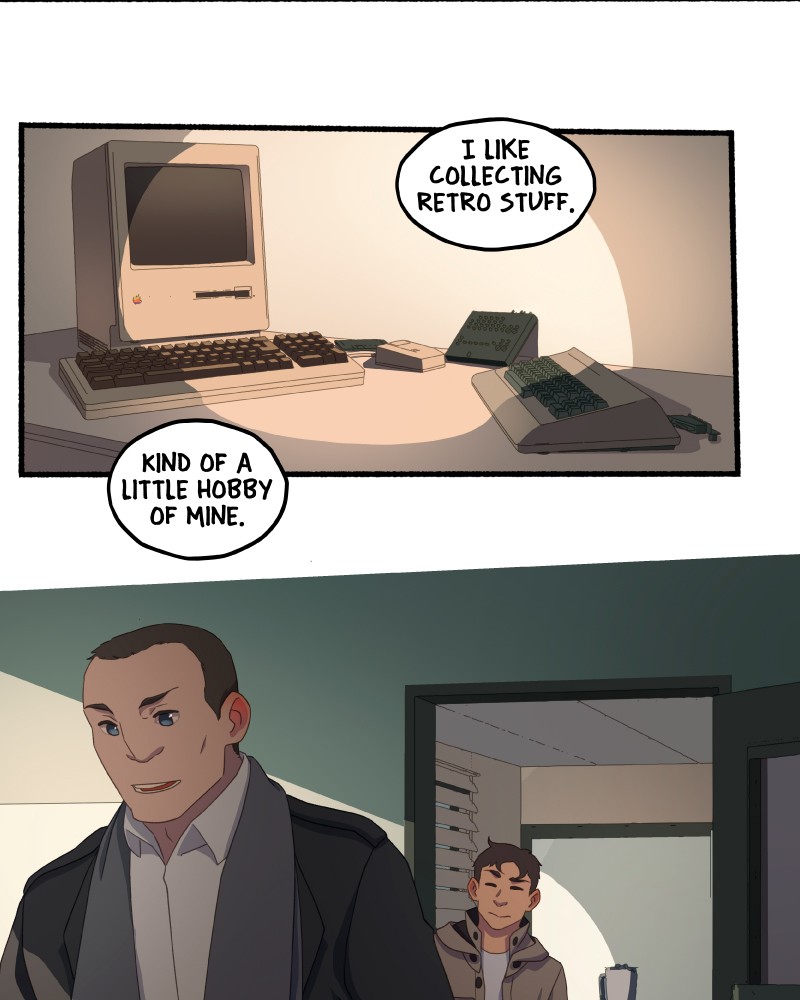 I LIKE
COLLECTING
RETRO STUFF.
KIND OF A
LITTLE HOBBY
OF MINE.